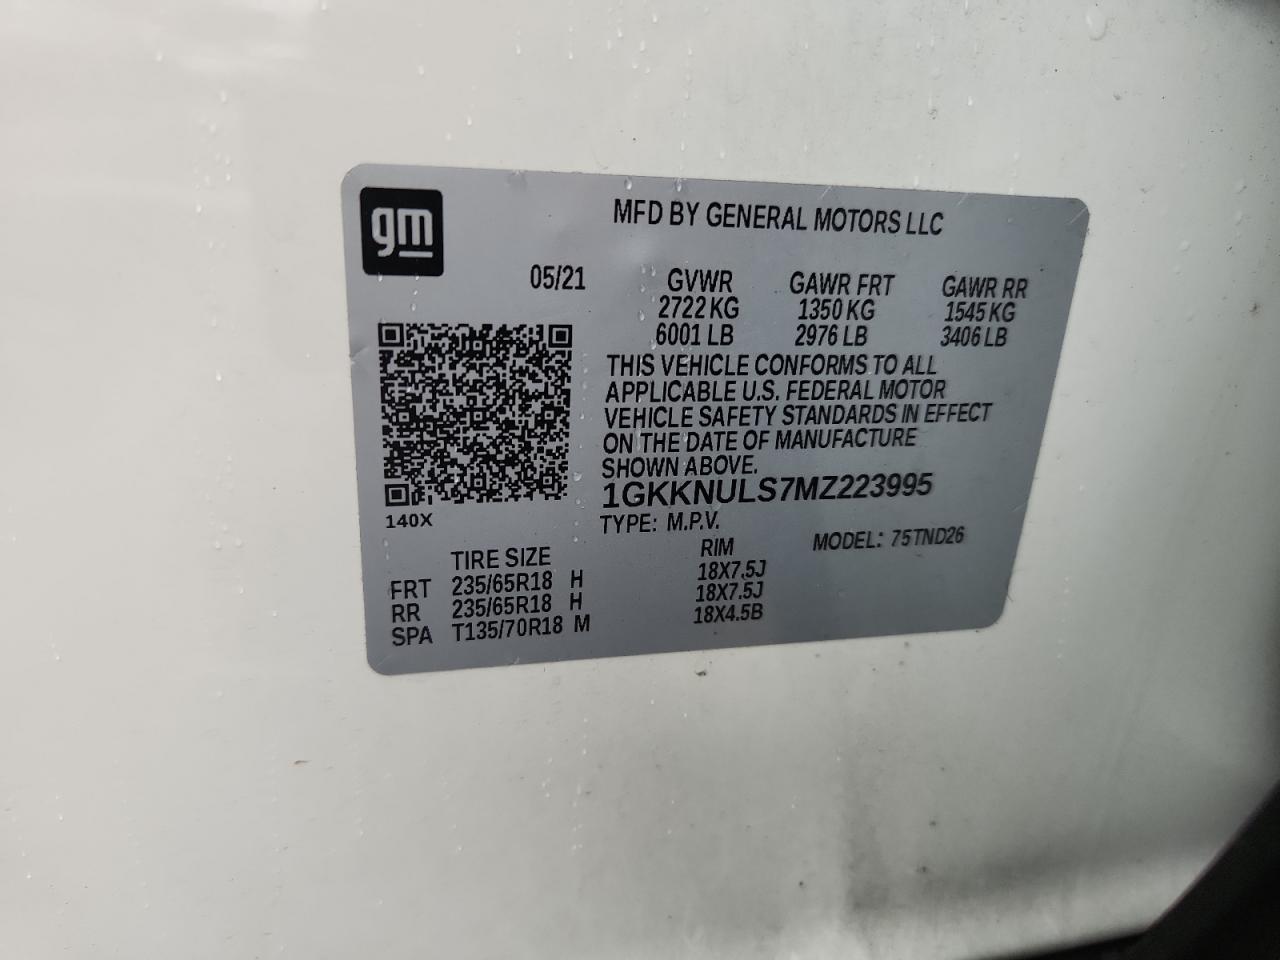 gm
MFD BY GENERAL MOTORS LLC
05/21 GVWR GAWR FRT GAWR RR
2722 KG 1350 KG 1545 KG
6001 LB 2976 LB 3406 LB
THIS VEHICLE CONFORMS TO ALL
APPLICABLE U.S. FEDERAL MOTOR
VEHICLE SAFETY STANDARDS IN EFFECT
ON THE DATE OF MANUFACTURE
SHOWN ABOVE.
1GKKNULS7MZ223995
140X
TYPE: M.P.V. MODEL: 75TND26
TIRE SIZE RIM
FRT 235/65R18 H 18X7.5J
RR 235/65R18 H 18X7.5J
SPA T135/70R18 M 18X4.5B